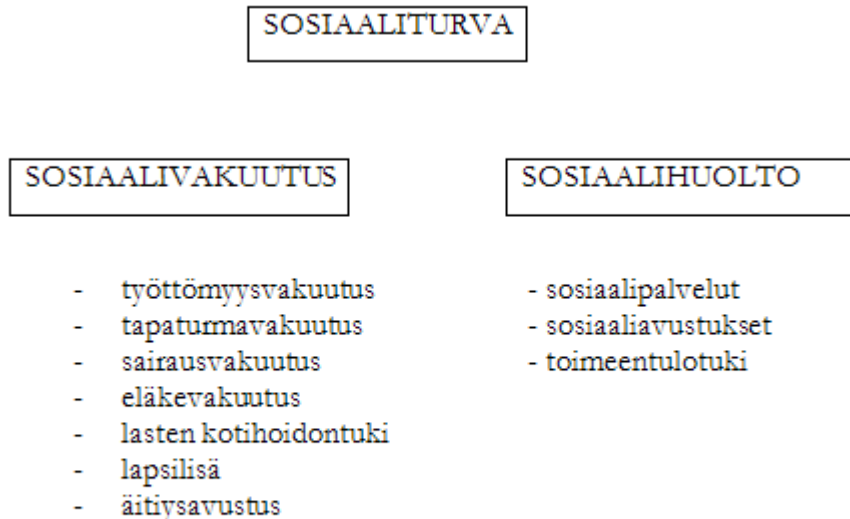 SOSIAALITURVA
SOSIAALIVAKUUTUS
SOSIAALIHUOLTO
- työttömyysvakuutus
- tapaturmavakuutus
- sairausvakuutus
- eläkevakuutus
- lasten kotihoidontuki
- lapsilisä
- äitiysavustus
- sosiaalipalvelut
- sosiaaliavustukset
- toimeentulotuki